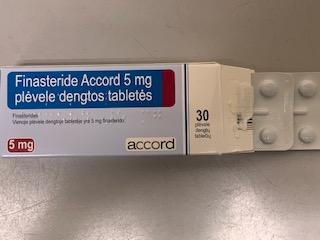 Finasteride Accord 5 mg
plėvele dengtos tabletės
Finasteridas
Vienoje plėvele dengtoje tabletėje yra 5 mg finasterido.
5 mg
accord
30
plėvele
dengtų
tablečių